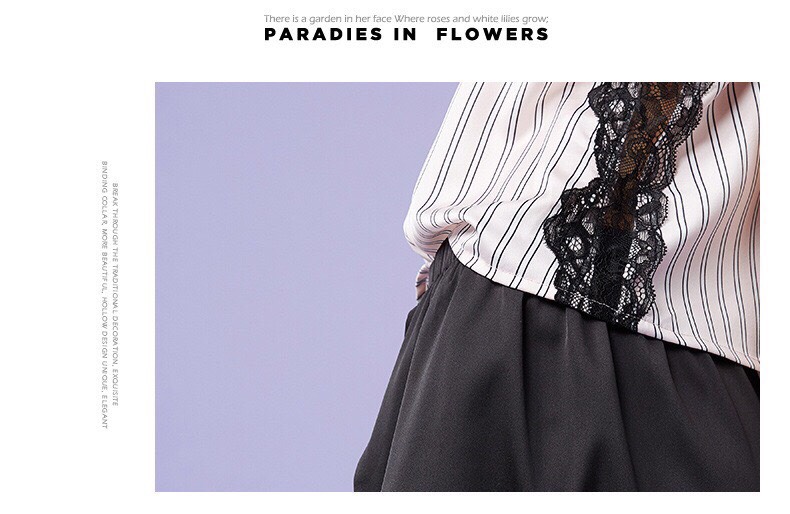 There is a garden in her face Where roses and white lilies grow;
PARADIES IN FLOWERS
BREAK THROUGH THE TRADITIONAL DECORATION, EXQUISITE
BINDING COLLAR, MORE BEAUTIFUL, HOLLOW DESIGN UNIQUE, ELEGANT